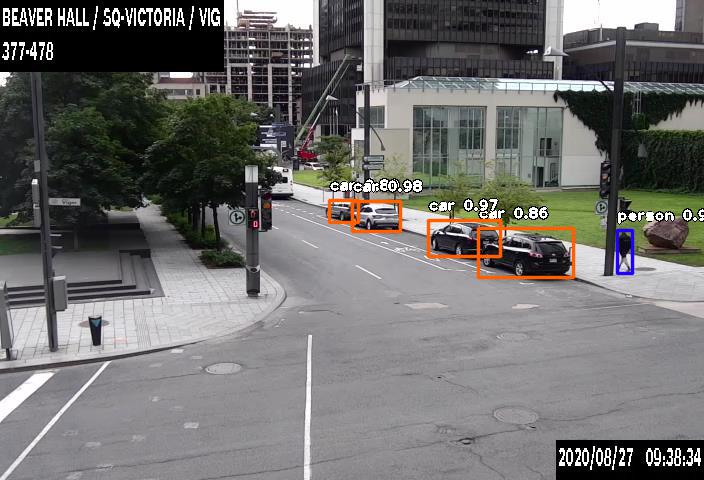 BEAVER HALL / SQ-VICTORIA / VIG
377-478
car 0.98
car 0.97
car 0.86
person 0.9
Viger
2020/08/27 09:38:34